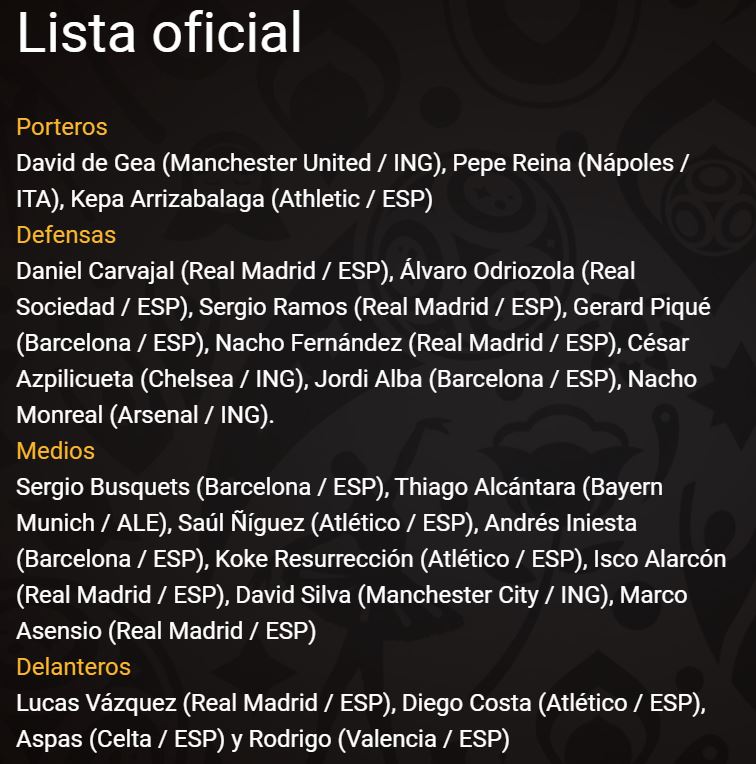 Lista oficial
Porteros
David de Gea (Manchester United / ING), Pepe Reina (Nápoles /
ITA), Kepa Arrizabalaga (Athletic / ESP)
Defensas
Daniel Carvajal (Real Madrid / ESP), Álvaro Odriozola (Real
Sociedad / ESP), Sergio Ramos (Real Madrid / ESP), Gerard Piqué
(Barcelona / ESP), Nacho Fernández (Real Madrid / ESP), César
Azpilicueta (Chelsea / ING), Jordi Alba (Barcelona / ESP), Nacho
Monreal (Arsenal / ING).
Medios
Sergio Busquets (Barcelona / ESP), Thiago Alcántara (Bayern
Munich / ALE), Saúl Ñíguez (Atlético / ESP), Andrés Iniesta
(Barcelona / ESP), Koke Resurrección (Atlético / ESP), Isco Alarcón
(Real Madrid / ESP), David Silva (Manchester City / ING), Marco
Asensio (Real Madrid / ESP)
Delanteros
Lucas Vázquez (Real Madrid / ESP), Diego Costa (Atlético / ESP),
Aspas (Celta / ESP) y Rodrigo (Valencia / ESP)